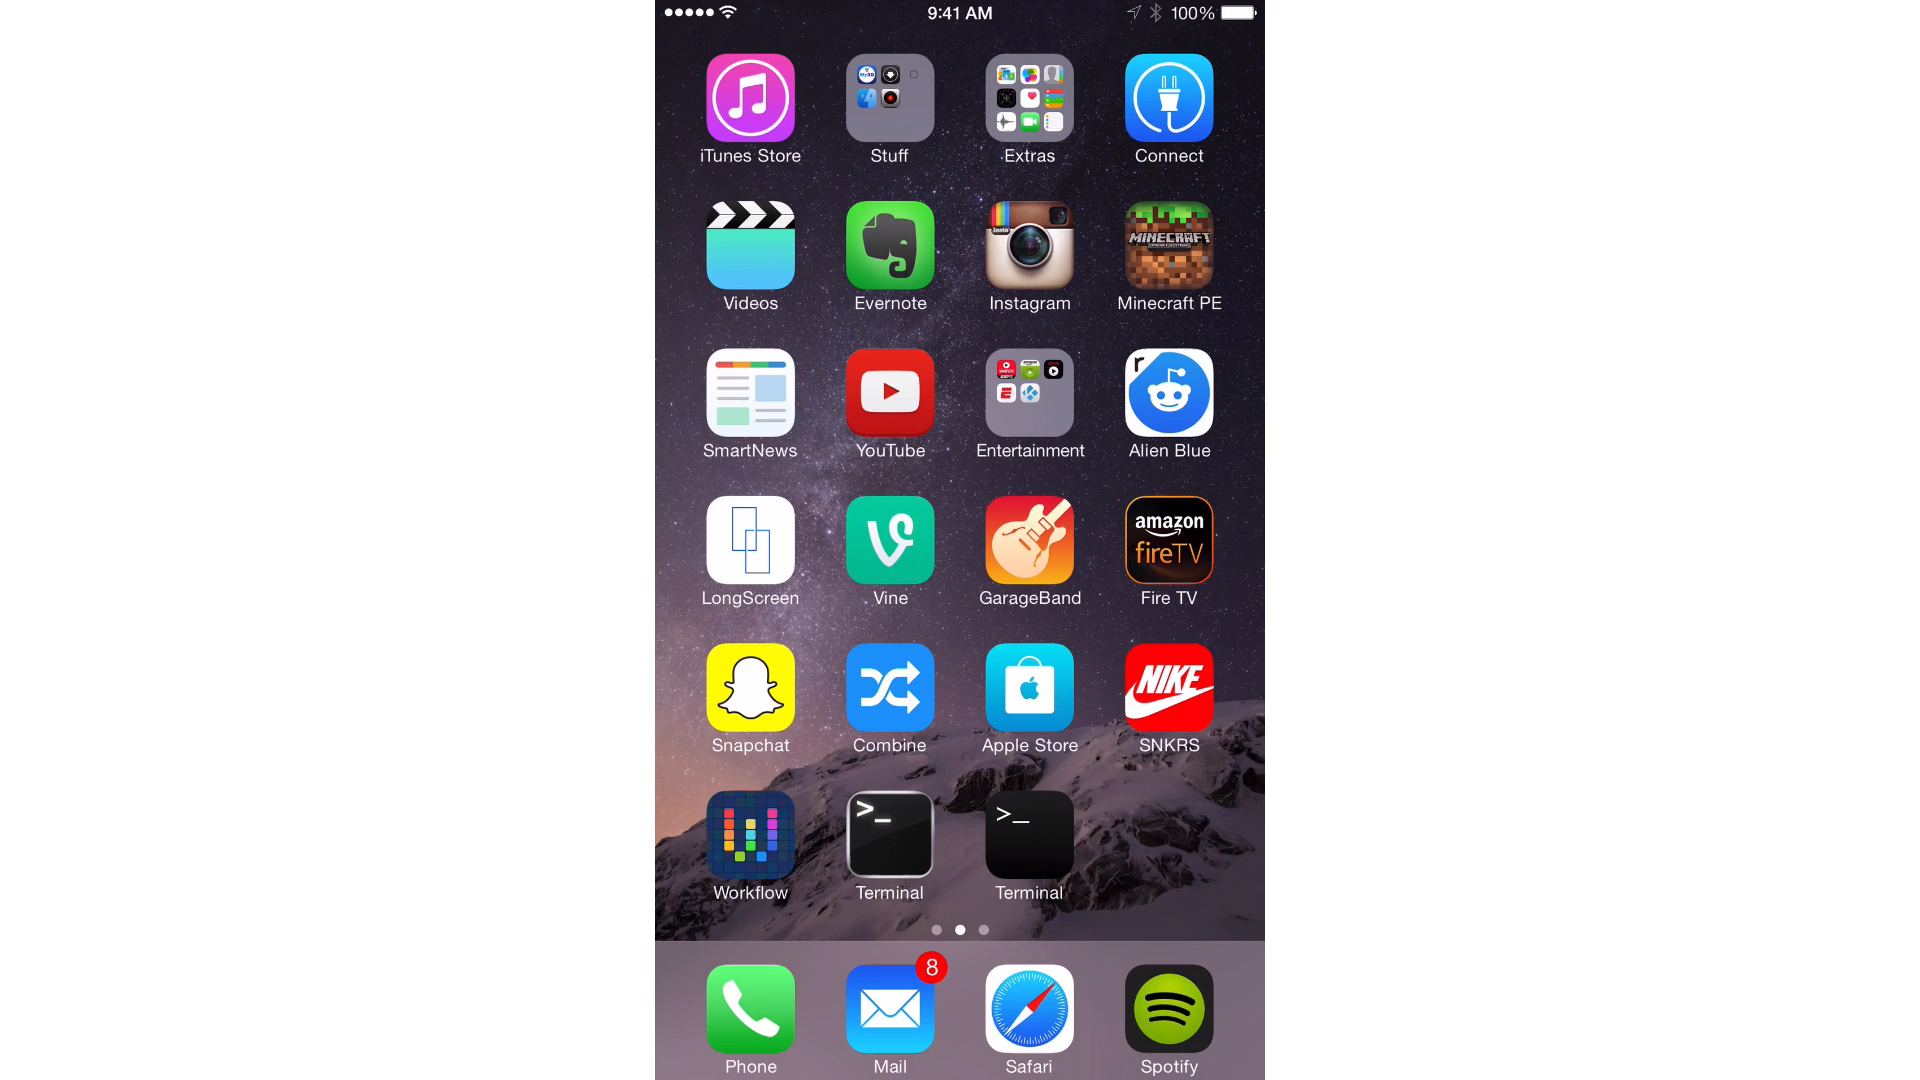 9:41 AM
100%
iTunes Store
Stuff
Extras
Connect
Insta
MINECRAFT
Videos
Evernote
Instagram
Minecraft PE
SmartNews
YouTube
Entertainment
Alien Blue
amazon
fireTV
LongScreen
Vine
GarageBand
Fire TV
NIKE
Snapchat
Combine
Apple Store
SNKRS
>_
>_
Workflow
Terminal
Terminal
8
Phone
Mail
Safari
Spotify